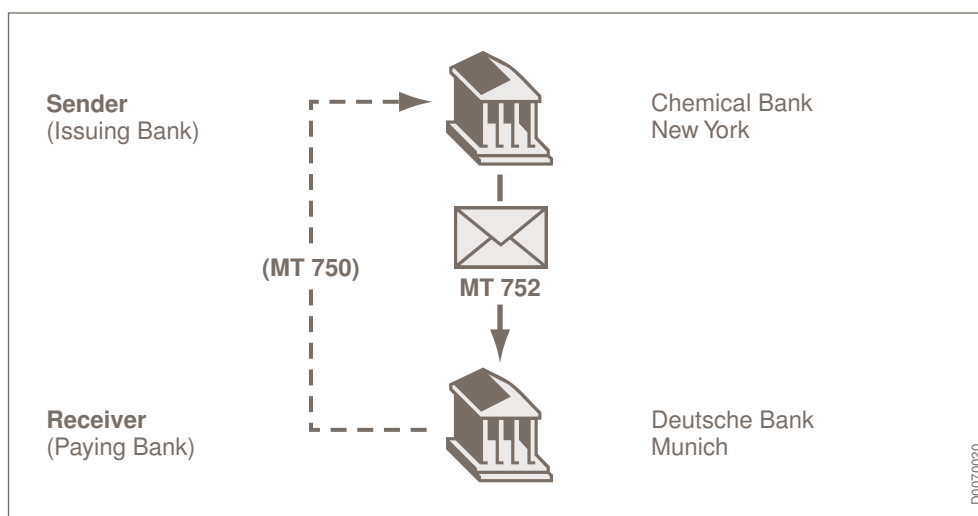 Sender
(Issuing Bank)
Chemical Bank
New York
(MT 750)
MT 752
Receiver
(Paying Bank)
Deutsche Bank
Munich
D0070020